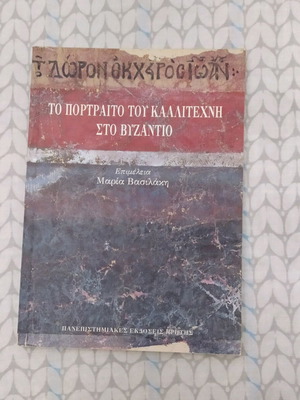 ΤΟ ΠΟΡΤΡΑΙΤΟ ΤΟΥ ΚΑΛΛΙΤΕΧΝΗ
ΣΤΟ ΒΥΖΑΝΤΙΟ
Επιμέλεια
Μαρία Βασιλάκη
ΠΑΝΕΠΙΣΤΗΜΙΑΚΕΣ ΕΚΔΟΣΕΙΣ ΚΡΗΤΗΣ